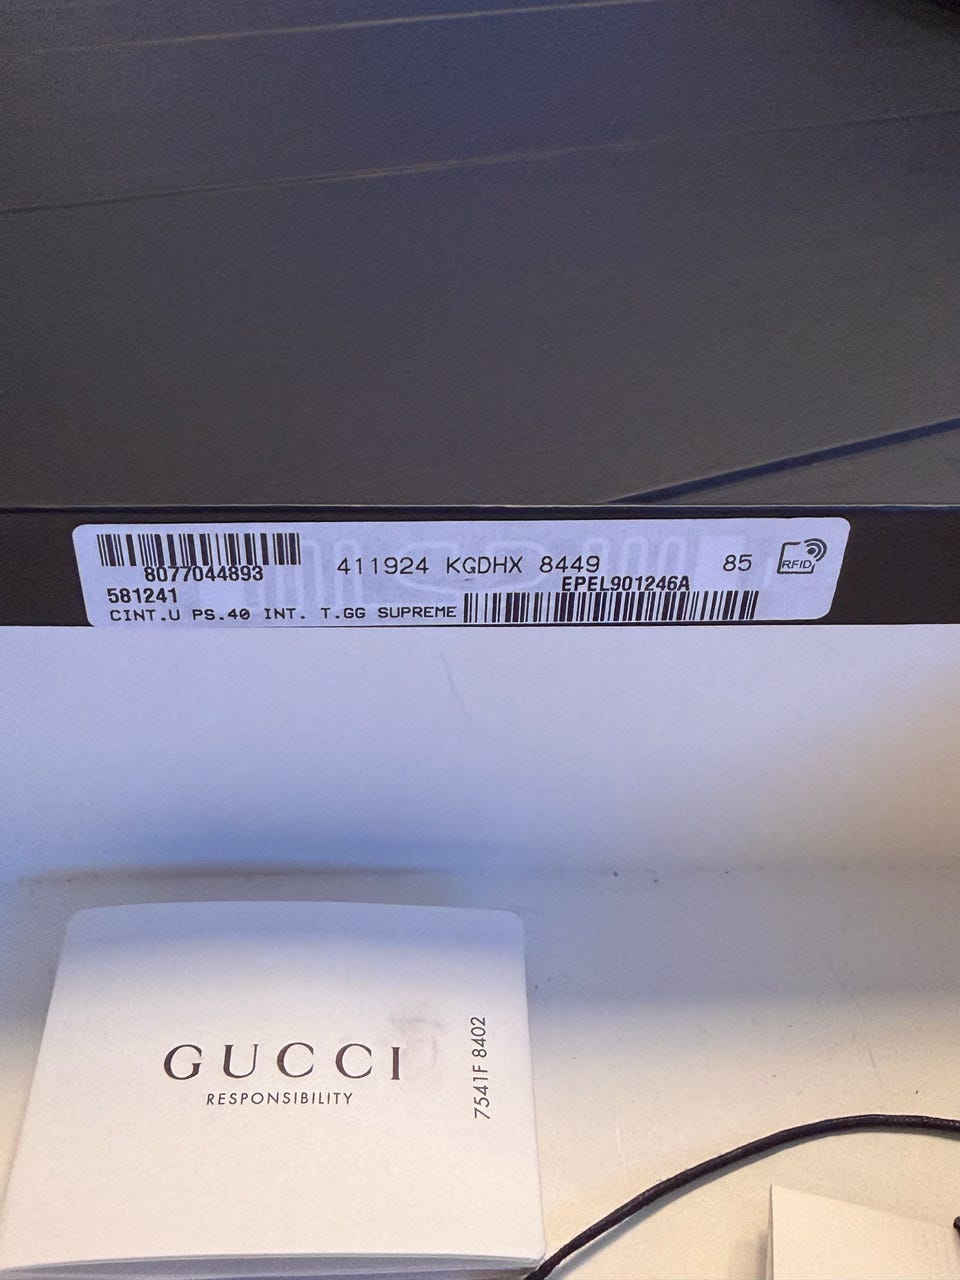 8077044893
411924 KGDHX 8449 85 RFID
581241 EPEL901246A
CINT.U PS.40 INT. T.GG SUPREME
GUCCI
RESPONSIBILITY
7541F 8402